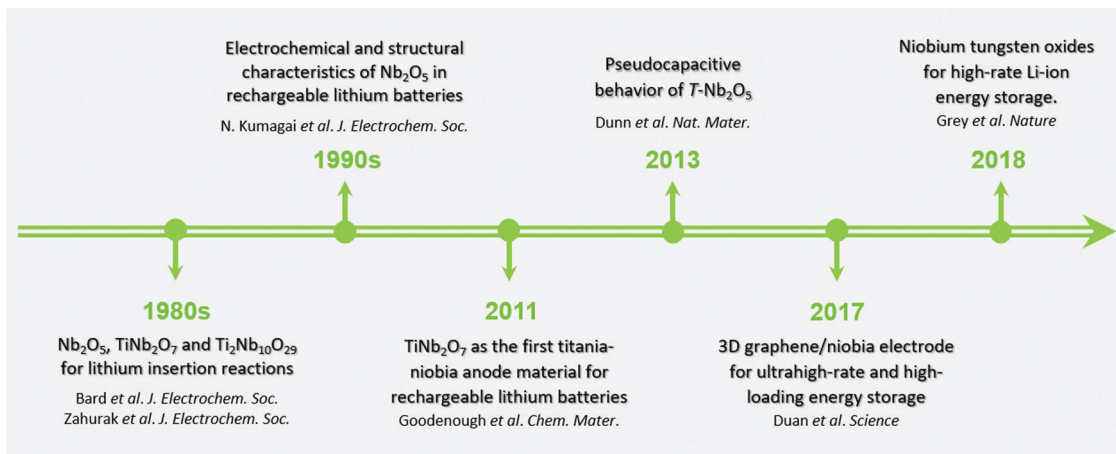 Electrochemical and structural
characteristics of Nb₂O₅ in
rechargeable lithium batteries
N. Kumagai et al. J. Electrochem. Soc.
1990s
Pseudocapacitive
behavior of T-Nb₂O₅
Dunn et al. Nat. Mater.
2013
Niobium tungsten oxides
for high-rate Li-ion
energy storage.
Grey et al. Nature
2018
1980s
Nb₂O₅, TiNb₂O₇ and Ti₂Nb₁₀O₂₉
for lithium insertion reactions
Bard et al. J. Electrochem. Soc.
Zahurak et al. J. Electrochem. Soc.
2011
TiNb₂O₇ as the first titania-
niobia anode material for
rechargeable lithium batteries
Goodenough et al. Chem. Mater.
2017
3D graphene/niobia electrode
for ultrahigh-rate and high-
loading energy storage
Duan et al. Science